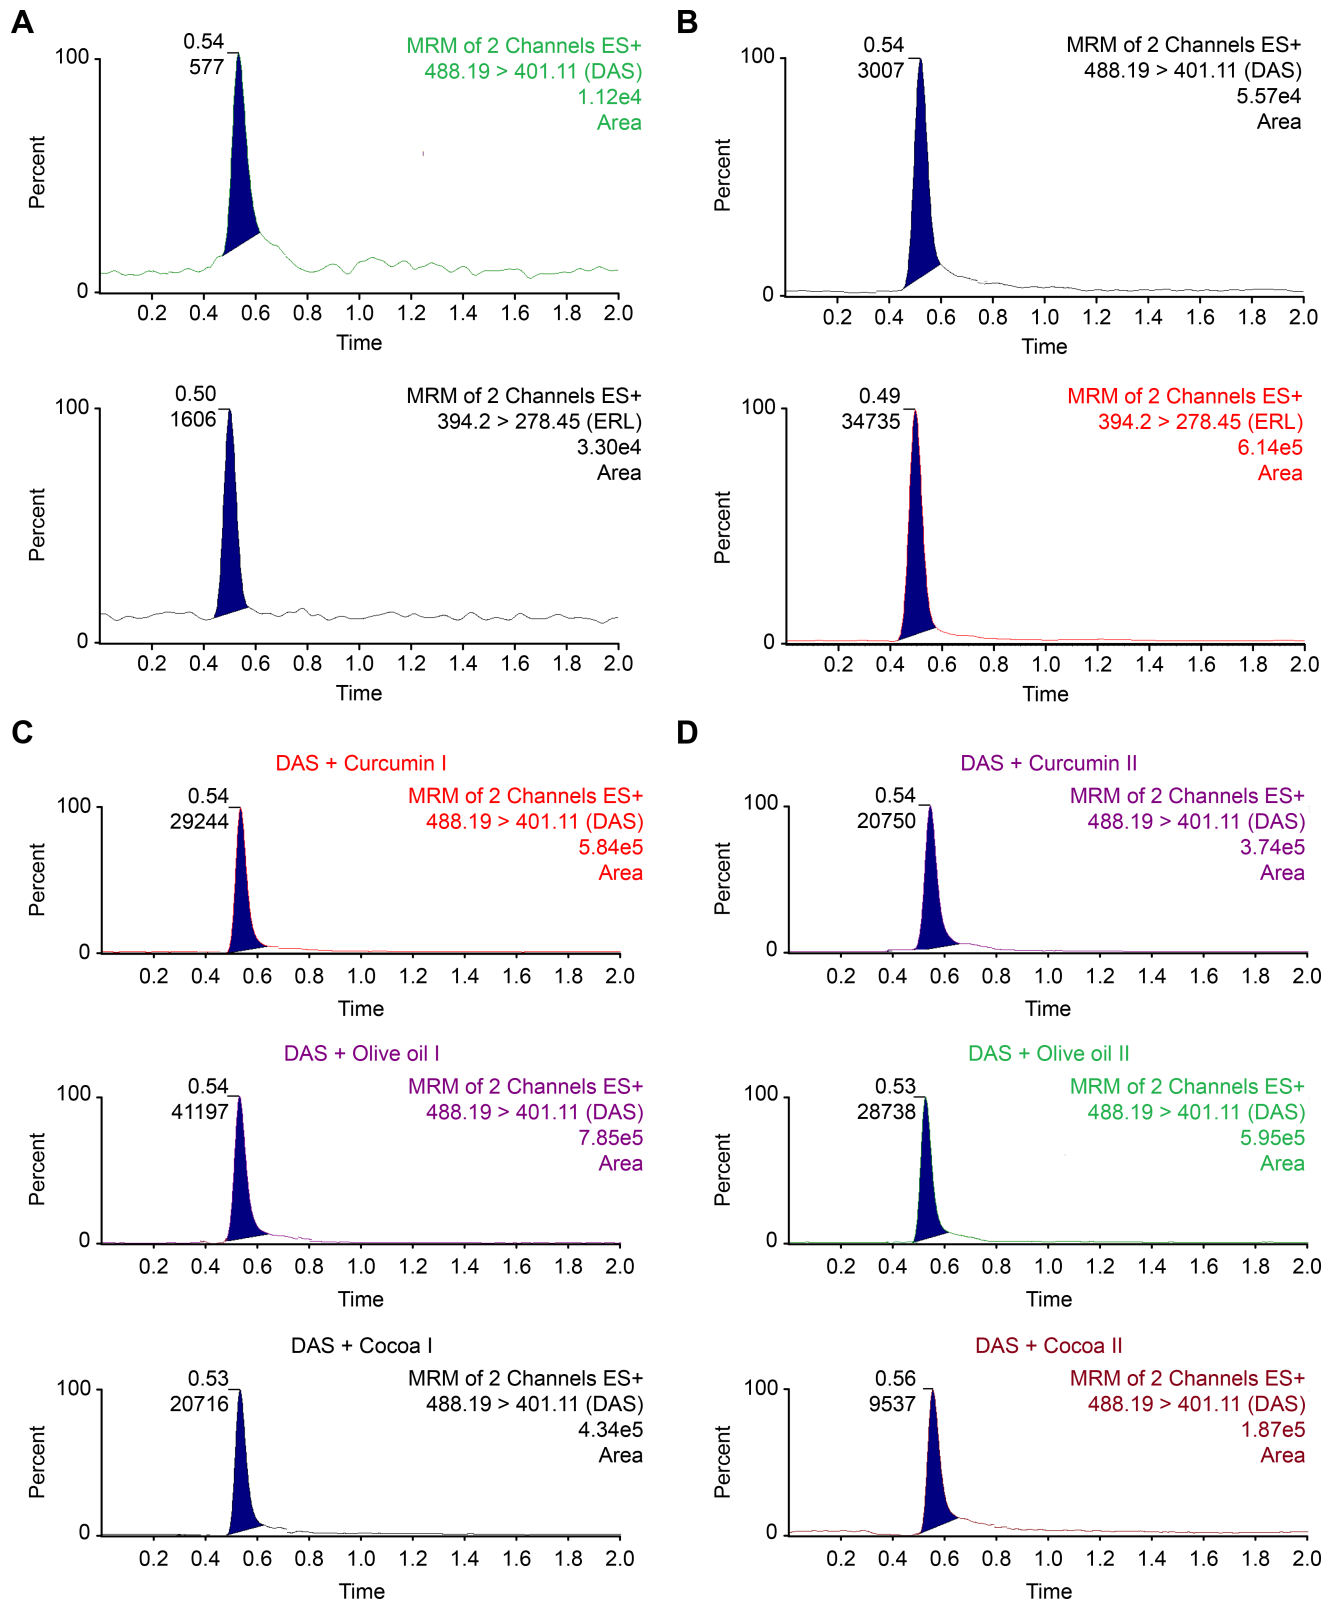 A
0.54
577
MRM of 2 Channels ES+
488.19 > 401.11 (DAS)
1.12e4
Area
100
Percent
0
0.2 0.4 0.6 0.8 1.0 1.2 1.4 1.6 1.8 2.0
Time
0.50
1606
MRM of 2 Channels ES+
394.2 > 278.45 (ERL)
3.30e4
Area
100
Percent
0
0.2 0.4 0.6 0.8 1.0 1.2 1.4 1.6 1.8 2.0
Time
B
0.54
3007
MRM of 2 Channels ES+
488.19 > 401.11 (DAS)
5.57e4
Area
100
Percent
0
0.2 0.4 0.6 0.8 1.0 1.2 1.4 1.6 1.8 2.0
Time
0.49
34735
MRM of 2 Channels ES+
394.2 > 278.45 (ERL)
6.14e5
Area
100
Percent
0
0.2 0.4 0.6 0.8 1.0 1.2 1.4 1.6 1.8 2.0
Time
C
DAS + Curcumin I
0.54
29244
MRM of 2 Channels ES+
488.19 > 401.11 (DAS)
5.84e5
Area
100
Percent
0
0.2 0.4 0.6 0.8 1.0 1.2 1.4 1.6 1.8 2.0
Time
DAS + Olive oil I
0.54
41197
MRM of 2 Channels ES+
488.19 > 401.11 (DAS)
7.85e5
Area
100
Percent
0
0.2 0.4 0.6 0.8 1.0 1.2 1.4 1.6 1.8 2.0
Time
DAS + Cocoa I
0.53
20716
MRM of 2 Channels ES+
488.19 > 401.11 (DAS)
4.34e5
Area
100
Percent
0
0.2 0.4 0.6 0.8 1.0 1.2 1.4 1.6 1.8 2.0
Time
D
DAS + Curcumin II
0.54
20750
MRM of 2 Channels ES+
488.19 > 401.11 (DAS)
3.74e5
Area
100
Percent
0
0.2 0.4 0.6 0.8 1.0 1.2 1.4 1.6 1.8 2.0
Time
DAS + Olive oil II
0.53
28738
MRM of 2 Channels ES+
488.19 > 401.11 (DAS)
5.95e5
Area
100
Percent
0
0.2 0.4 0.6 0.8 1.0 1.2 1.4 1.6 1.8 2.0
Time
DAS + Cocoa II
0.56
9537
MRM of 2 Channels ES+
488.19 > 401.11 (DAS)
1.87e5
Area
100
Percent
0
0.2 0.4 0.6 0.8 1.0 1.2 1.4 1.6 1.8 2.0
Time